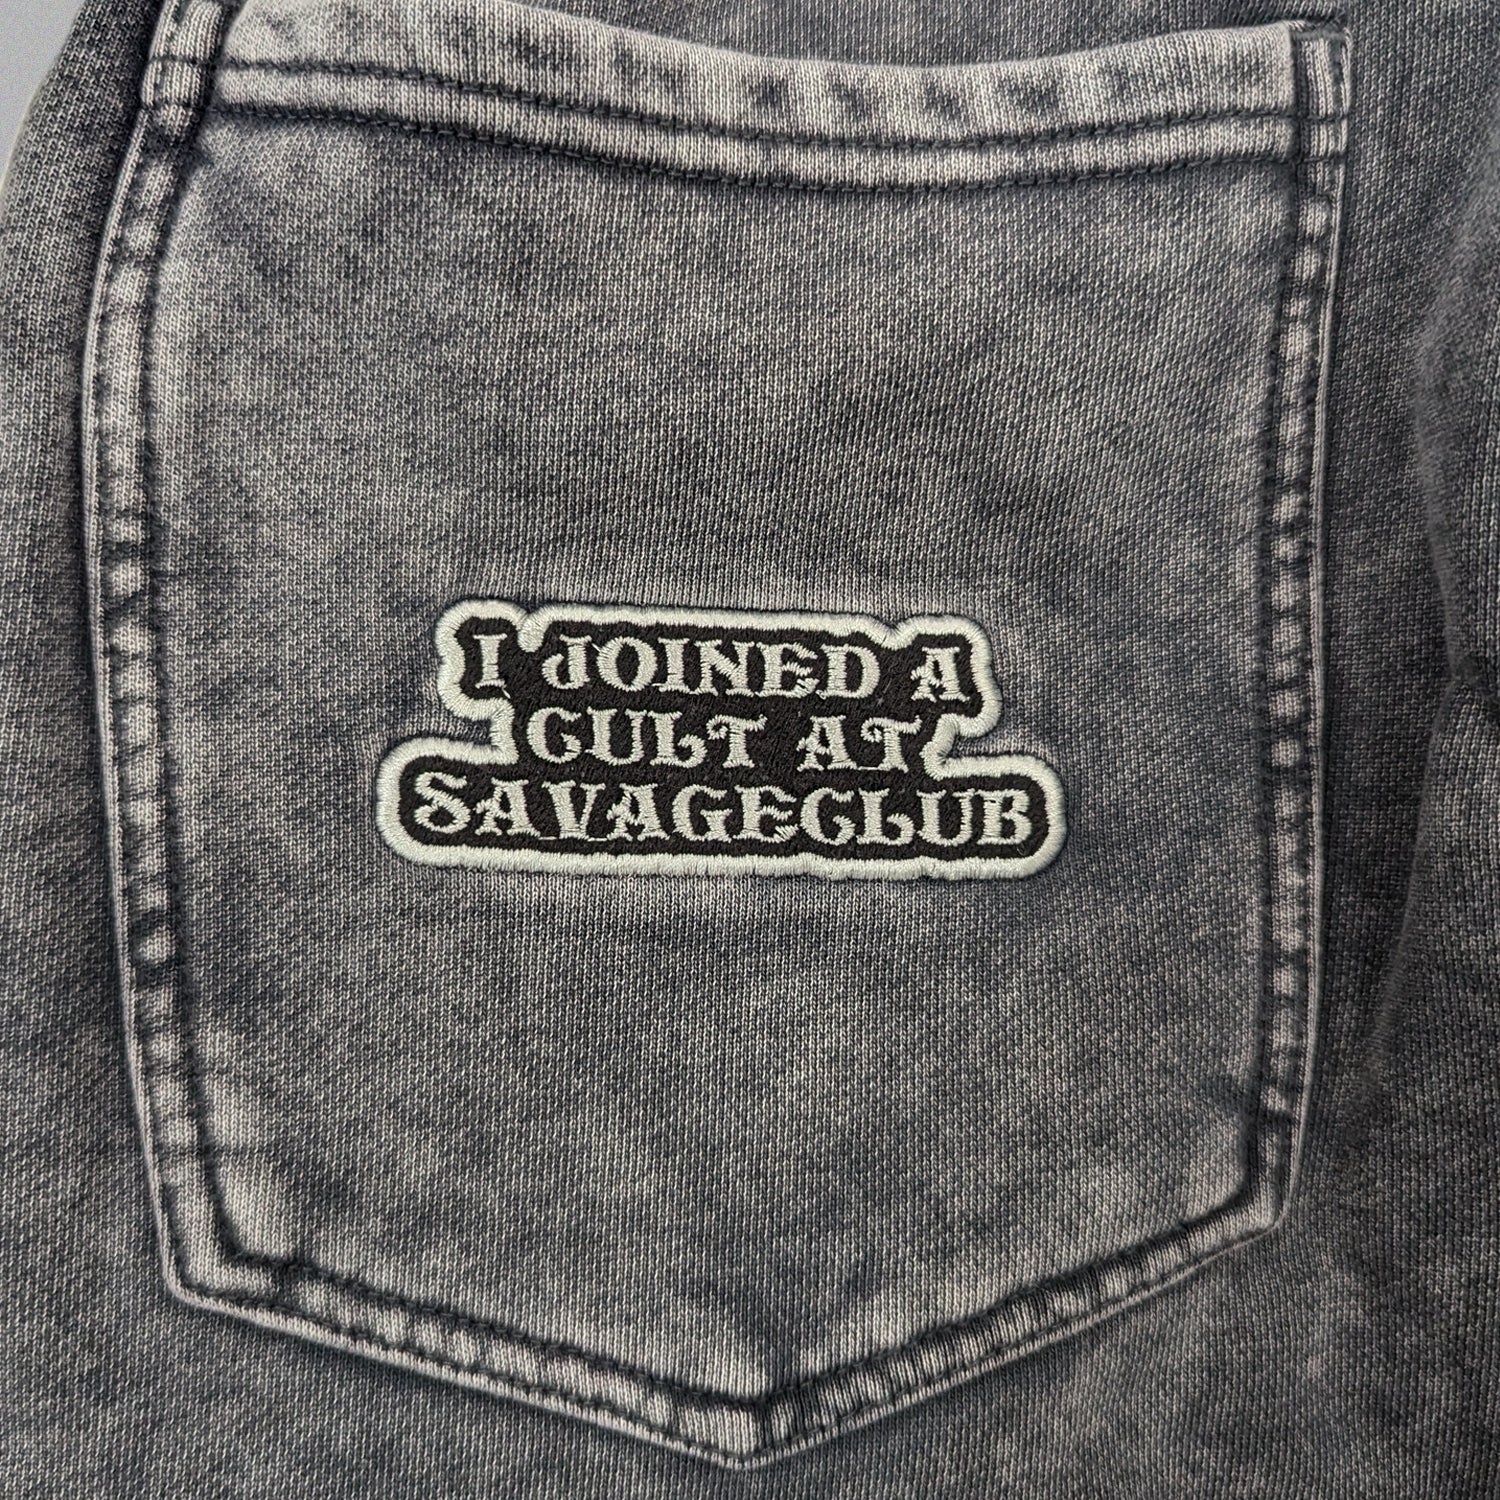 I JOINED A
CULT AT
SAVAGECLUB